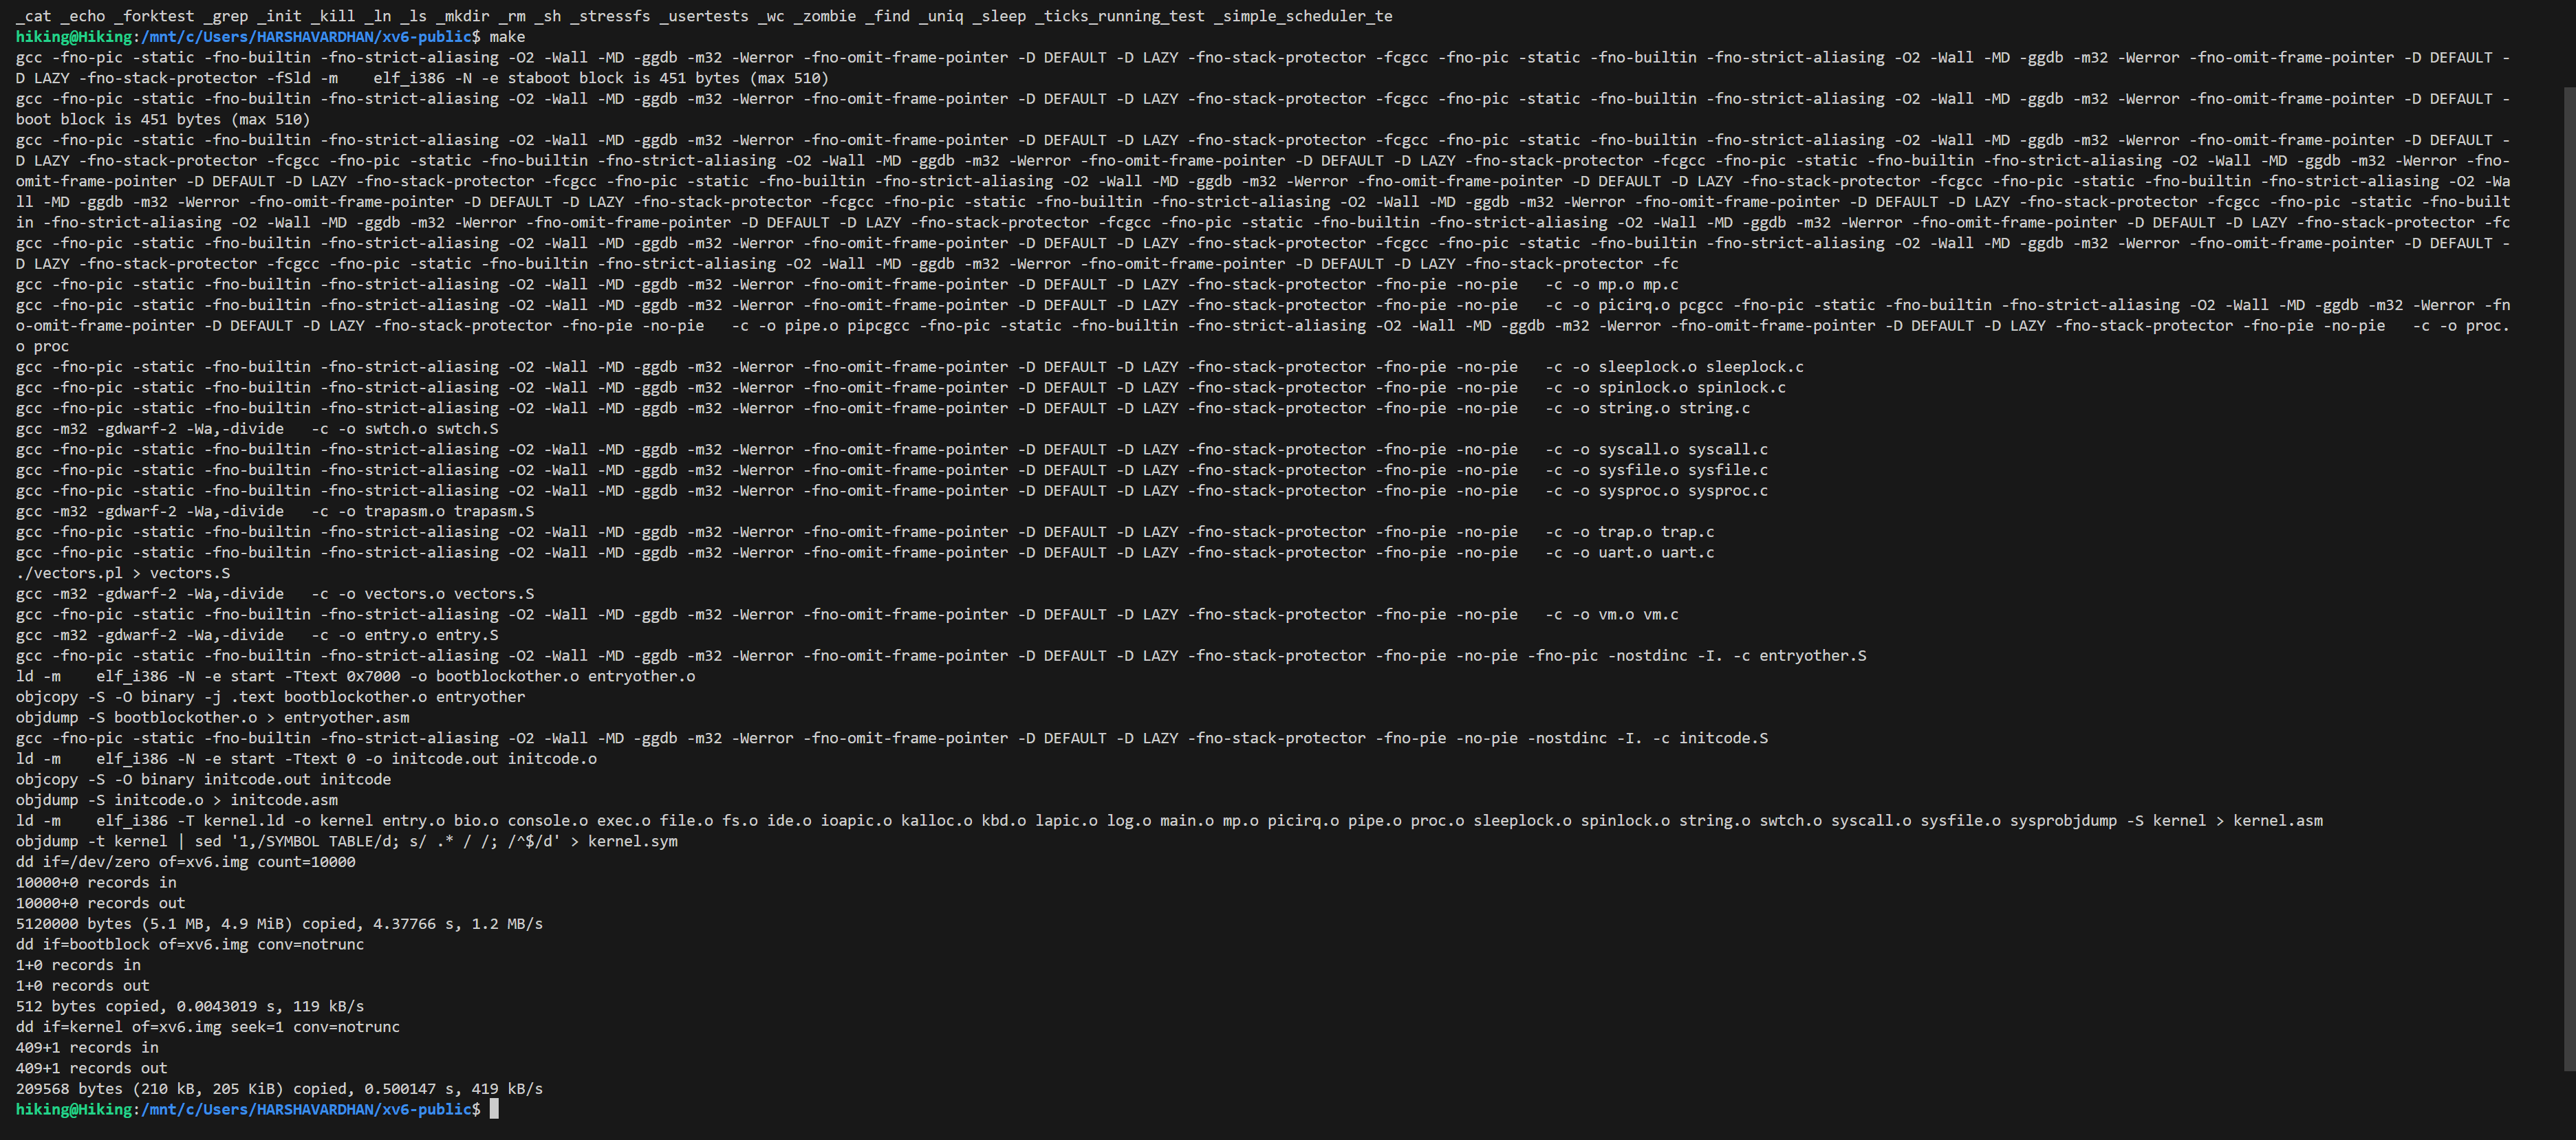 _cat _echo _forktest _grep _init _kill _ln _ls _mkdir _rm _sh _stressfs _usertests _wc _zombie _find _uniq _sleep _ticks_running_test _simple_scheduler_te
hiking@Hiking:/mnt/c/Users/HARSHAVARDHAN/xv6-public$ make
gcc -fno-pic -static -fno-builtin -fno-strict-aliasing -O2 -Wall -MD -ggdb -m32 -Werror -fno-omit-frame-pointer -D DEFAULT -D LAZY -fno-stack-protector -fcgcc -fno-pic -static -fno-builtin -fno-strict-aliasing -O2 -Wall -MD -ggdb -m32 -Werror -fno-omit-frame-pointer -D DEFAULT -
D LAZY -fno-stack-protector -fSld -m    elf_i386 -N -e staboot block is 451 bytes (max 510)
gcc -fno-pic -static -fno-builtin -fno-strict-aliasing -O2 -Wall -MD -ggdb -m32 -Werror -fno-omit-frame-pointer -D DEFAULT -D LAZY -fno-stack-protector -fcgcc -fno-pic -static -fno-builtin -fno-strict-aliasing -O2 -Wall -MD -ggdb -m32 -Werror -fno-omit-frame-pointer -D DEFAULT -
boot block is 451 bytes (max 510)
gcc -fno-pic -static -fno-builtin -fno-strict-aliasing -O2 -Wall -MD -ggdb -m32 -Werror -fno-omit-frame-pointer -D DEFAULT -D LAZY -fno-stack-protector -fcgcc -fno-pic -static -fno-builtin -fno-strict-aliasing -O2 -Wall -MD -ggdb -m32 -Werror -fno-omit-frame-pointer -D DEFAULT -
D LAZY -fno-stack-protector -fcgcc -fno-pic -static -fno-builtin -fno-strict-aliasing -O2 -Wall -MD -ggdb -m32 -Werror -fno-omit-frame-pointer -D DEFAULT -D LAZY -fno-stack-protector -fcgcc -fno-pic -static -fno-builtin -fno-strict-aliasing -O2 -Wall -MD -ggdb -m32 -Werror -fno-
omit-frame-pointer -D DEFAULT -D LAZY -fno-stack-protector -fcgcc -fno-pic -static -fno-builtin -fno-strict-aliasing -O2 -Wall -MD -ggdb -m32 -Werror -fno-omit-frame-pointer -D DEFAULT -D LAZY -fno-stack-protector -fcgcc -fno-pic -static -fno-builtin -fno-strict-aliasing -O2 -Wa
ll -MD -ggdb -m32 -Werror -fno-omit-frame-pointer -D DEFAULT -D LAZY -fno-stack-protector -fcgcc -fno-pic -static -fno-builtin -fno-strict-aliasing -O2 -Wall -MD -ggdb -m32 -Werror -fno-omit-frame-pointer -D DEFAULT -D LAZY -fno-stack-protector -fcgcc -fno-pic -static -fno-built
in -fno-strict-aliasing -O2 -Wall -MD -ggdb -m32 -Werror -fno-omit-frame-pointer -D DEFAULT -D LAZY -fno-stack-protector -fcgcc -fno-pic -static -fno-builtin -fno-strict-aliasing -O2 -Wall -MD -ggdb -m32 -Werror -fno-omit-frame-pointer -D DEFAULT -D LAZY -fno-stack-protector -fc
gcc -fno-pic -static -fno-builtin -fno-strict-aliasing -O2 -Wall -MD -ggdb -m32 -Werror -fno-omit-frame-pointer -D DEFAULT -D LAZY -fno-stack-protector -fcgcc -fno-pic -static -fno-builtin -fno-strict-aliasing -O2 -Wall -MD -ggdb -m32 -Werror -fno-omit-frame-pointer -D DEFAULT -
D LAZY -fno-stack-protector -fcgcc -fno-pic -static -fno-builtin -fno-strict-aliasing -O2 -Wall -MD -ggdb -m32 -Werror -fno-omit-frame-pointer -D DEFAULT -D LAZY -fno-stack-protector -fc
gcc -fno-pic -static -fno-builtin -fno-strict-aliasing -O2 -Wall -MD -ggdb -m32 -Werror -fno-omit-frame-pointer -D DEFAULT -D LAZY -fno-stack-protector -fno-pie -no-pie   -c -o mp.o mp.c
gcc -fno-pic -static -fno-builtin -fno-strict-aliasing -O2 -Wall -MD -ggdb -m32 -Werror -fno-omit-frame-pointer -D DEFAULT -D LAZY -fno-stack-protector -fno-pie -no-pie   -c -o picirq.o pcgcc -fno-pic -static -fno-builtin -fno-strict-aliasing -O2 -Wall -MD -ggdb -m32 -Werror -fn
o-omit-frame-pointer -D DEFAULT -D LAZY -fno-stack-protector -fno-pie -no-pie   -c -o pipe.o pipcgcc -fno-pic -static -fno-builtin -fno-strict-aliasing -O2 -Wall -MD -ggdb -m32 -Werror -fno-omit-frame-pointer -D DEFAULT -D LAZY -fno-stack-protector -fno-pie -no-pie   -c -o proc.
o proc
gcc -fno-pic -static -fno-builtin -fno-strict-aliasing -O2 -Wall -MD -ggdb -m32 -Werror -fno-omit-frame-pointer -D DEFAULT -D LAZY -fno-stack-protector -fno-pie -no-pie   -c -o sleeplock.o sleeplock.c
gcc -fno-pic -static -fno-builtin -fno-strict-aliasing -O2 -Wall -MD -ggdb -m32 -Werror -fno-omit-frame-pointer -D DEFAULT -D LAZY -fno-stack-protector -fno-pie -no-pie   -c -o spinlock.o spinlock.c
gcc -fno-pic -static -fno-builtin -fno-strict-aliasing -O2 -Wall -MD -ggdb -m32 -Werror -fno-omit-frame-pointer -D DEFAULT -D LAZY -fno-stack-protector -fno-pie -no-pie   -c -o string.o string.c
gcc -m32 -gdwarf-2 -Wa,-divide   -c -o swtch.o swtch.S
gcc -fno-pic -static -fno-builtin -fno-strict-aliasing -O2 -Wall -MD -ggdb -m32 -Werror -fno-omit-frame-pointer -D DEFAULT -D LAZY -fno-stack-protector -fno-pie -no-pie   -c -o syscall.o syscall.c
gcc -fno-pic -static -fno-builtin -fno-strict-aliasing -O2 -Wall -MD -ggdb -m32 -Werror -fno-omit-frame-pointer -D DEFAULT -D LAZY -fno-stack-protector -fno-pie -no-pie   -c -o sysfile.o sysfile.c
gcc -fno-pic -static -fno-builtin -fno-strict-aliasing -O2 -Wall -MD -ggdb -m32 -Werror -fno-omit-frame-pointer -D DEFAULT -D LAZY -fno-stack-protector -fno-pie -no-pie   -c -o sysproc.o sysproc.c
gcc -m32 -gdwarf-2 -Wa,-divide   -c -o trapasm.o trapasm.S
gcc -fno-pic -static -fno-builtin -fno-strict-aliasing -O2 -Wall -MD -ggdb -m32 -Werror -fno-omit-frame-pointer -D DEFAULT -D LAZY -fno-stack-protector -fno-pie -no-pie   -c -o trap.o trap.c
gcc -fno-pic -static -fno-builtin -fno-strict-aliasing -O2 -Wall -MD -ggdb -m32 -Werror -fno-omit-frame-pointer -D DEFAULT -D LAZY -fno-stack-protector -fno-pie -no-pie   -c -o uart.o uart.c
./vectors.pl > vectors.S
gcc -m32 -gdwarf-2 -Wa,-divide   -c -o vectors.o vectors.S
gcc -fno-pic -static -fno-builtin -fno-strict-aliasing -O2 -Wall -MD -ggdb -m32 -Werror -fno-omit-frame-pointer -D DEFAULT -D LAZY -fno-stack-protector -fno-pie -no-pie   -c -o vm.o vm.c
gcc -m32 -gdwarf-2 -Wa,-divide   -c -o entry.o entry.S
gcc -fno-pic -static -fno-builtin -fno-strict-aliasing -O2 -Wall -MD -ggdb -m32 -Werror -fno-omit-frame-pointer -D DEFAULT -D LAZY -fno-stack-protector -fno-pie -no-pie -fno-pic -nostdinc -I. -c entryother.S
ld -m    elf_i386 -N -e start -Ttext 0x7000 -o bootblockother.o entryother.o
objcopy -S -O binary -j .text bootblockother.o entryother
objdump -S bootblockother.o > entryother.asm
gcc -fno-pic -static -fno-builtin -fno-strict-aliasing -O2 -Wall -MD -ggdb -m32 -Werror -fno-omit-frame-pointer -D DEFAULT -D LAZY -fno-stack-protector -fno-pie -no-pie -nostdinc -I. -c initcode.S
ld -m    elf_i386 -N -e start -Ttext 0 -o initcode.out initcode.o
objcopy -S -O binary initcode.out initcode
objdump -S initcode.o > initcode.asm
ld -m    elf_i386 -T kernel.ld -o kernel entry.o bio.o console.o exec.o file.o fs.o ide.o ioapic.o kalloc.o kbd.o lapic.o log.o main.o mp.o picirq.o pipe.o proc.o sleeplock.o spinlock.o string.o swtch.o syscall.o sysfile.o sysprobjdump -S kernel > kernel.asm
objdump -t kernel | sed '1,/SYMBOL TABLE/d; s/ .* / /; /^$/d' > kernel.sym
dd if=/dev/zero of=xv6.img count=10000
10000+0 records in
10000+0 records out
5120000 bytes (5.1 MB, 4.9 MiB) copied, 4.37766 s, 1.2 MB/s
dd if=bootblock of=xv6.img conv=notrunc
1+0 records in
1+0 records out
512 bytes copied, 0.0043019 s, 119 kB/s
dd if=kernel of=xv6.img seek=1 conv=notrunc
409+1 records in
409+1 records out
209568 bytes (210 kB, 205 KiB) copied, 0.500147 s, 419 kB/s
hiking@Hiking:/mnt/c/Users/HARSHAVARDHAN/xv6-public$